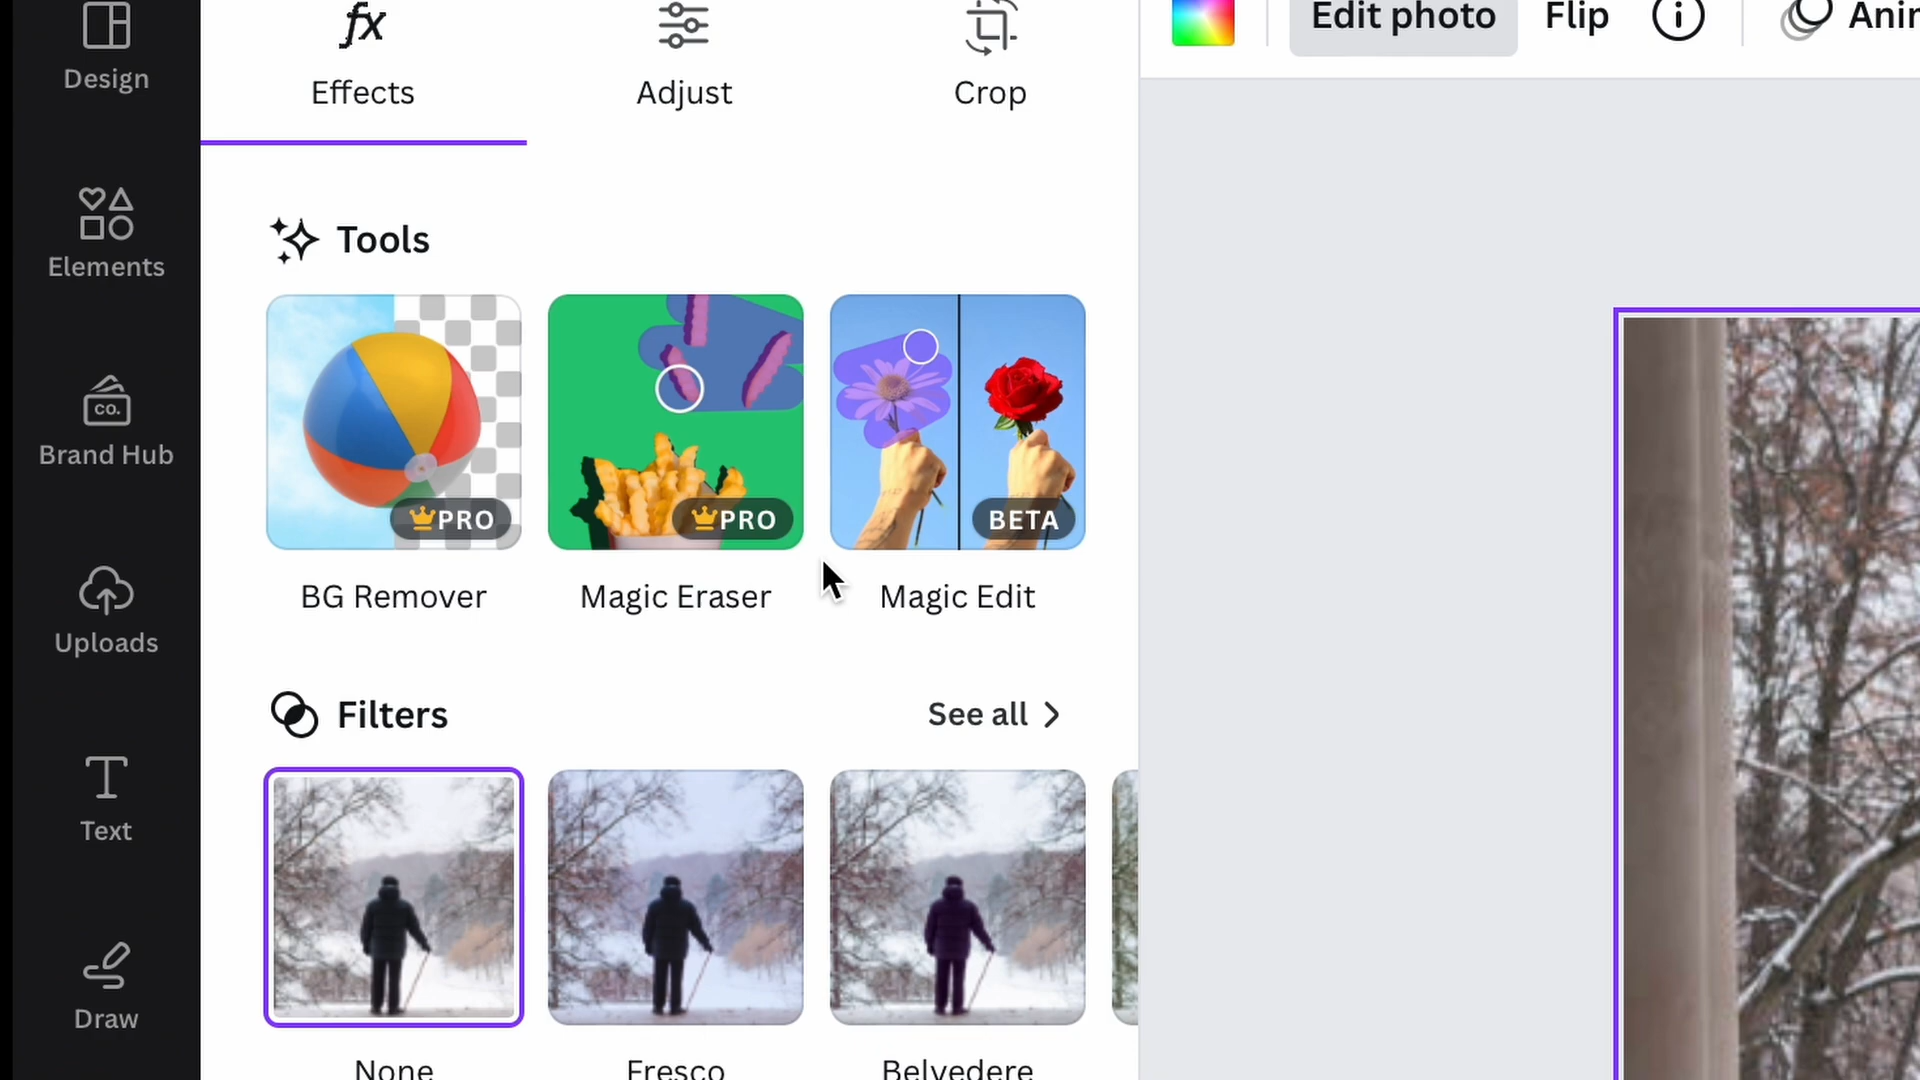 Design
Elements
CO.
Brand Hub
Uploads
Text
Draw
fx
Effects
Adjust
Crop
Tools
PRO
PRO
BETA
BG Remover
Magic Eraser
Magic Edit
Filters
See all
None
Fresco
Belvedere
Edit photo
Flip
Anim